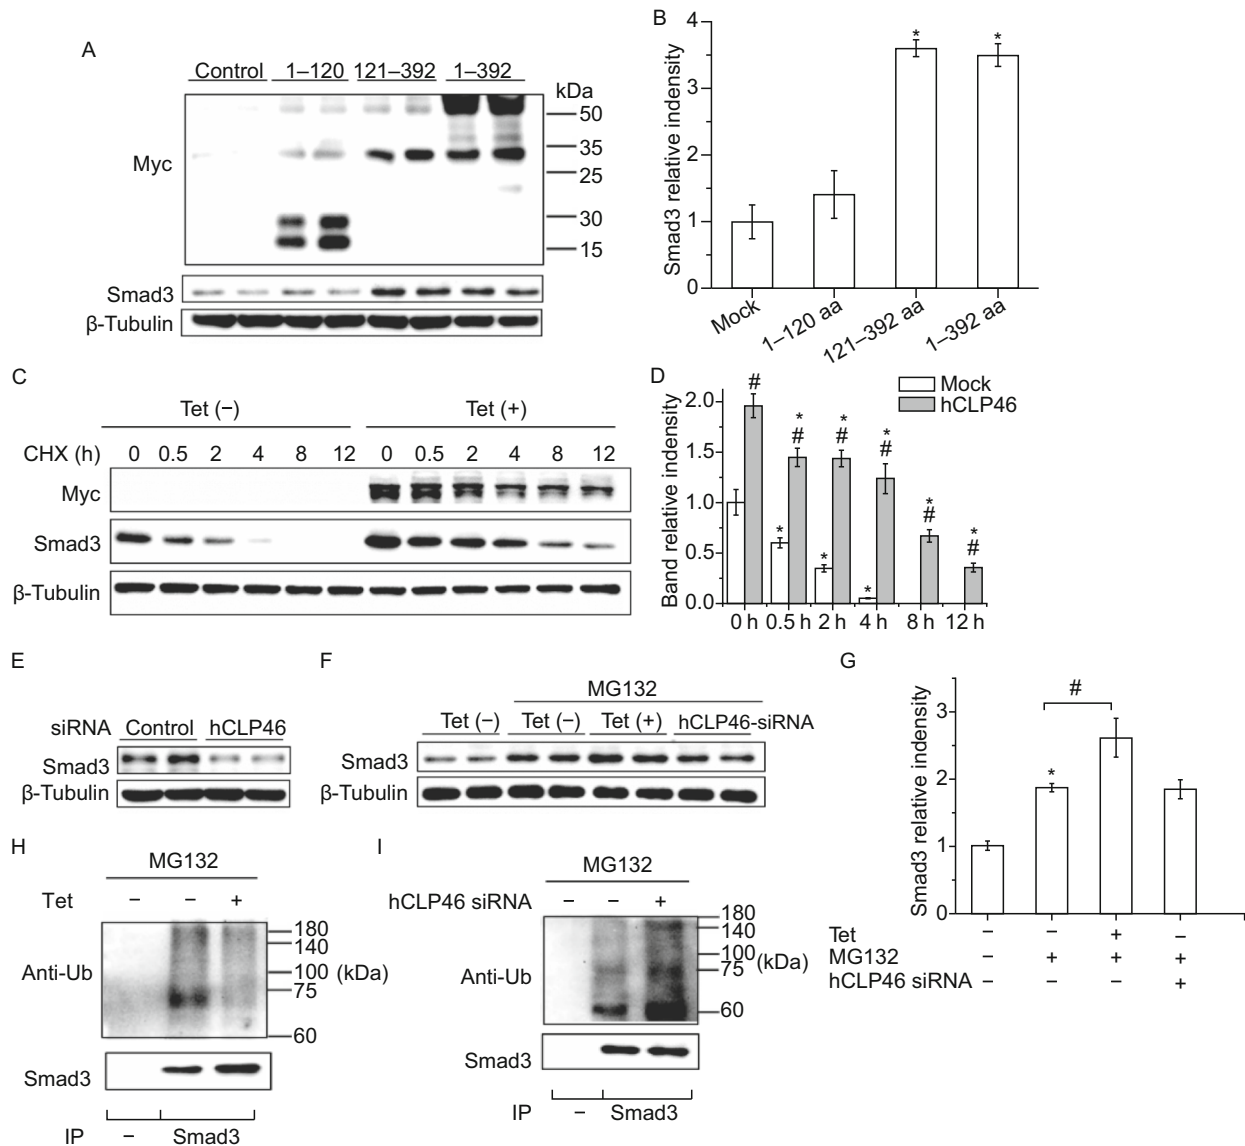 A
Control 1–120 121–392 1–392
kDa
Myc
50
35
25
30
15
Smad3
β-Tubulin
B
Smad3 relative indensity
4
3
2
1
0
* *
Mock 1–120 aa 121–392 aa 1–392 aa
C
Tet (–) Tet (+)
CHX (h) 0 0.5 2 4 8 12 0 0.5 2 4 8 12
Myc
Smad3
β-Tubulin
D
Mock
hCLP46
Band relative indensity
2.0
1.5
1.0
0.5
0.0
# * # * # * # * # * #
* * *
0 h 0.5 h 2 h 4 h 8 h 12 h
E
siRNA Control hCLP46
Smad3
β-Tubulin
F
MG132
Tet (–) Tet (–) Tet (+) hCLP46-siRNA
Smad3
β-Tubulin
G
Smad3 relative indensity
3
2
1
0
#
*
Tet – – + –
MG132 – + + +
hCLP46 siRNA – – – +
H
MG132
Tet – – +
Anti-Ub
180
140
100 (kDa)
75
60
Smad3
IP – Smad3
I
MG132
hCLP46 siRNA – – +
Anti-Ub
180
140
100 (kDa)
75
60
Smad3
IP – Smad3